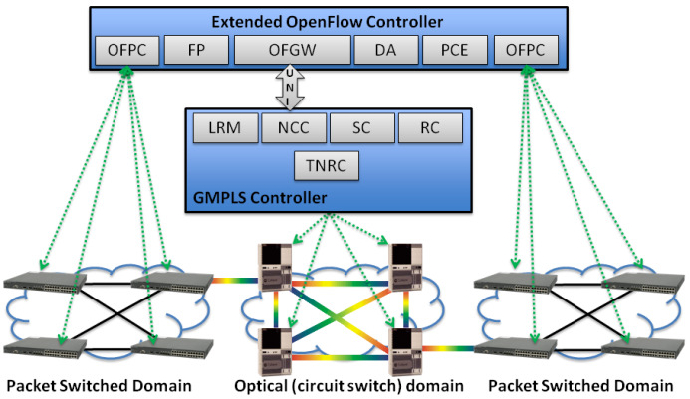 Extended OpenFlow Controller
OFPC FP OFGW DA PCE OFPC
UNI
LRM NCC SC RC
TNRC
GMPLS Controller
Packet Switched Domain Optical (circuit switch) domain Packet Switched Domain